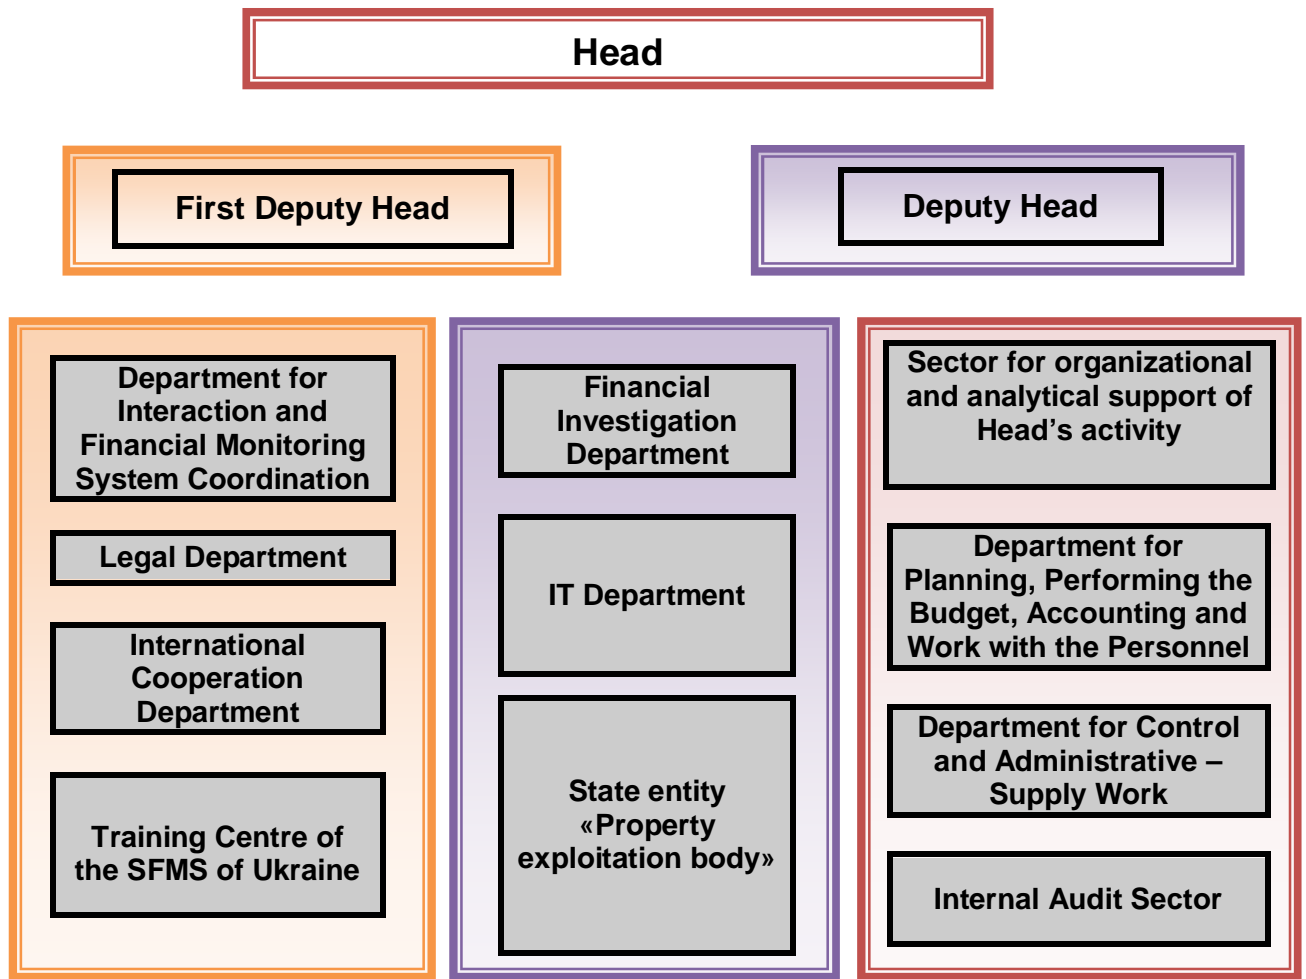 Head
First Deputy Head
Deputy Head
Department for
Interaction and
Financial Monitoring
System Coordination
Legal Department
International
Cooperation
Department
Training Centre of
the SFMS of Ukraine
Financial
Investigation
Department
IT Department
State entity
«Property
exploitation body»
Sector for organizational
and analytical support of
Head’s activity
Department for
Planning, Performing the
Budget, Accounting and
Work with the Personnel
Department for Control
and Administrative –
Supply Work
Internal Audit Sector